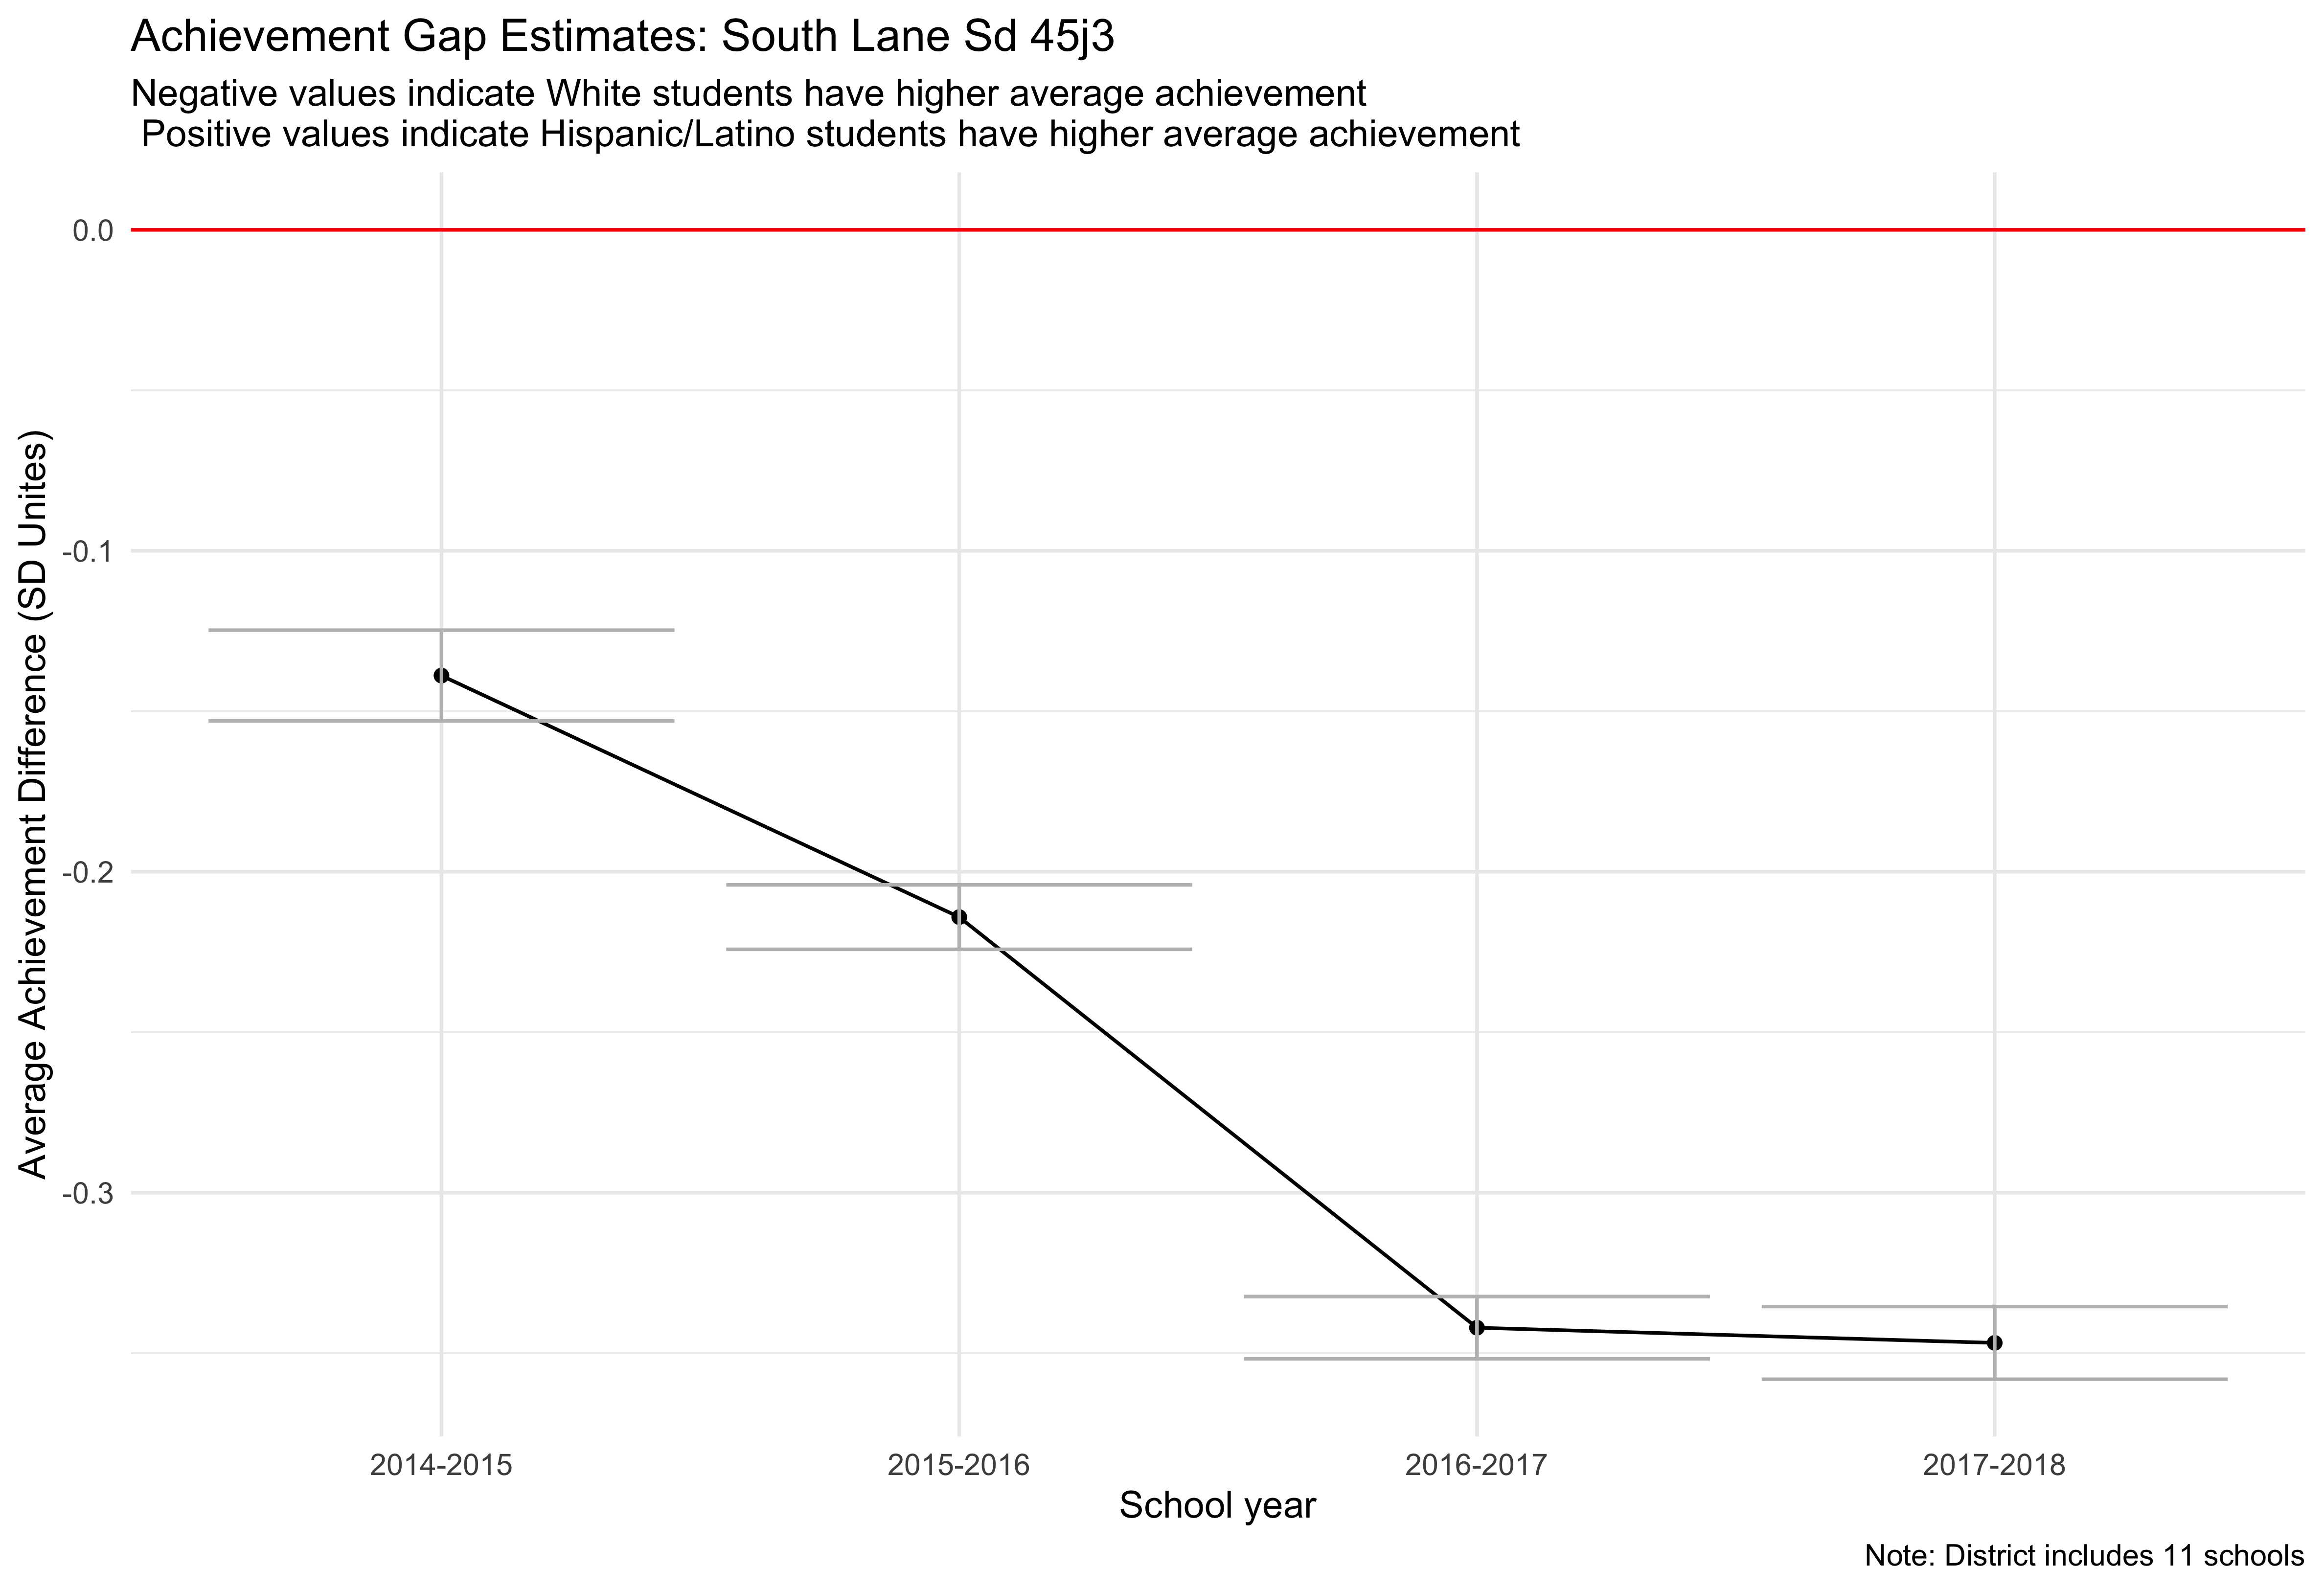 Achievement Gap Estimates: South Lane Sd 45j3
Negative values indicate White students have higher average achievement
Positive values indicate Hispanic/Latino students have higher average achievement
Average Achievement Difference (SD Unites)
0.0
-0.1
-0.2
-0.3
2014-2015
2015-2016
2016-2017
2017-2018
School year
Note: District includes 11 schools